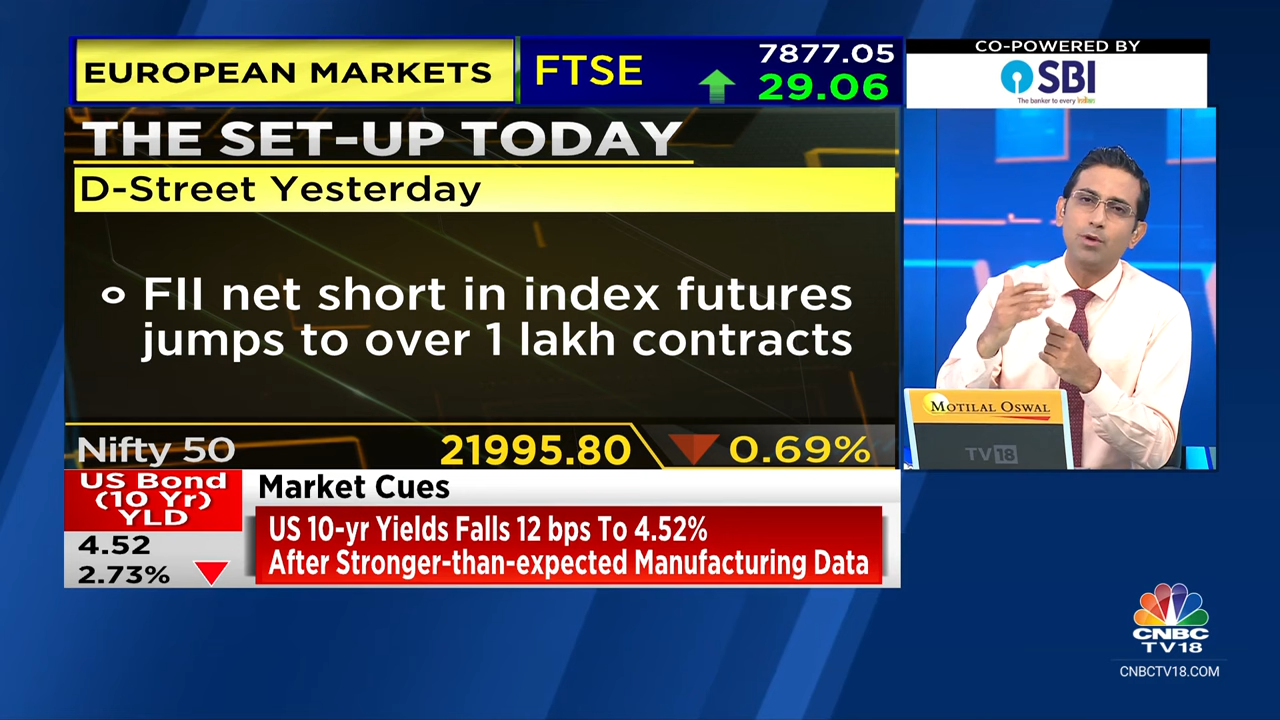 EUROPEAN MARKETS
FTSE
7877.05
29.06
CO-POWERED BY
SBI
The banker to every Indian
THE SET-UP TODAY
D-Street Yesterday
o FII net short in index futures
jumps to over 1 lakh contracts
MOTILAL OSWAL
TV18
Nifty 50
21995.80
0.69%
US Bond
(10 Yr)
YLD
4.52
2.73%
Market Cues
US 10-yr Yields Falls 12 bps To 4.52%
After Stronger-than-expected Manufacturing Data
CNBC
TV18
CNBCTV18.COM